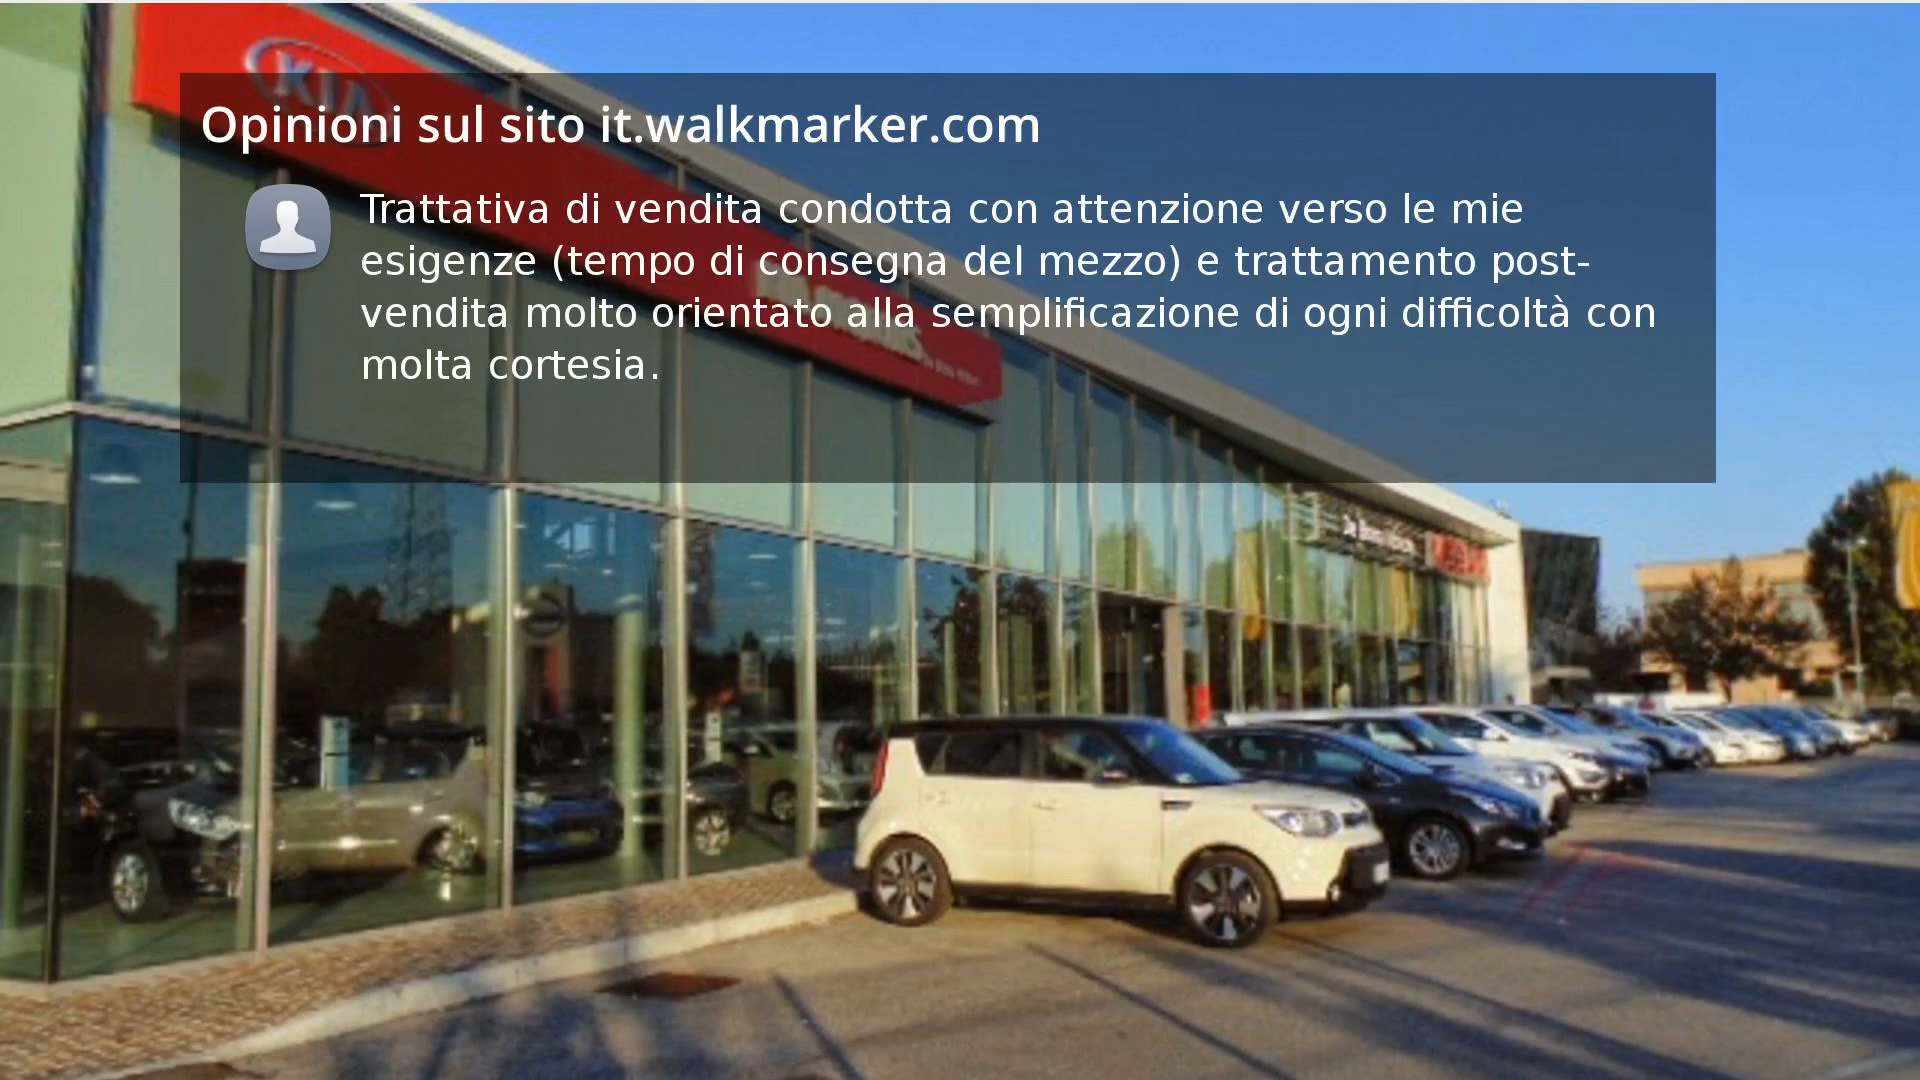 KIA
Opinioni sul sito it.walkmarker.com
Trattativa di vendita condotta con attenzione verso le mie
esigenze (tempo di consegna del mezzo) e trattamento post-
vendita molto orientato alla semplificazione di ogni difficoltà con
molta cortesia.